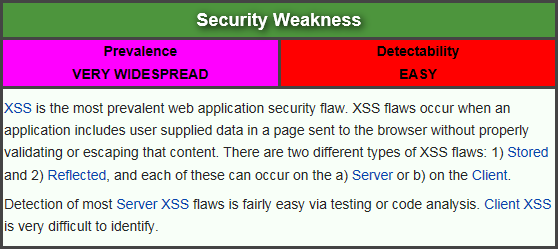 Security Weakness
Prevalence
VERY WIDESPREAD
Detectability
EASY
XSS is the most prevalent web application security flaw. XSS flaws occur when an
application includes user supplied data in a page sent to the browser without properly
validating or escaping that content. There are two different types of XSS flaws: 1) Stored
and 2) Reflected, and each of these can occur on the a) Server or b) on the Client.
Detection of most Server XSS flaws is fairly easy via testing or code analysis. Client XSS
is very difficult to identify.